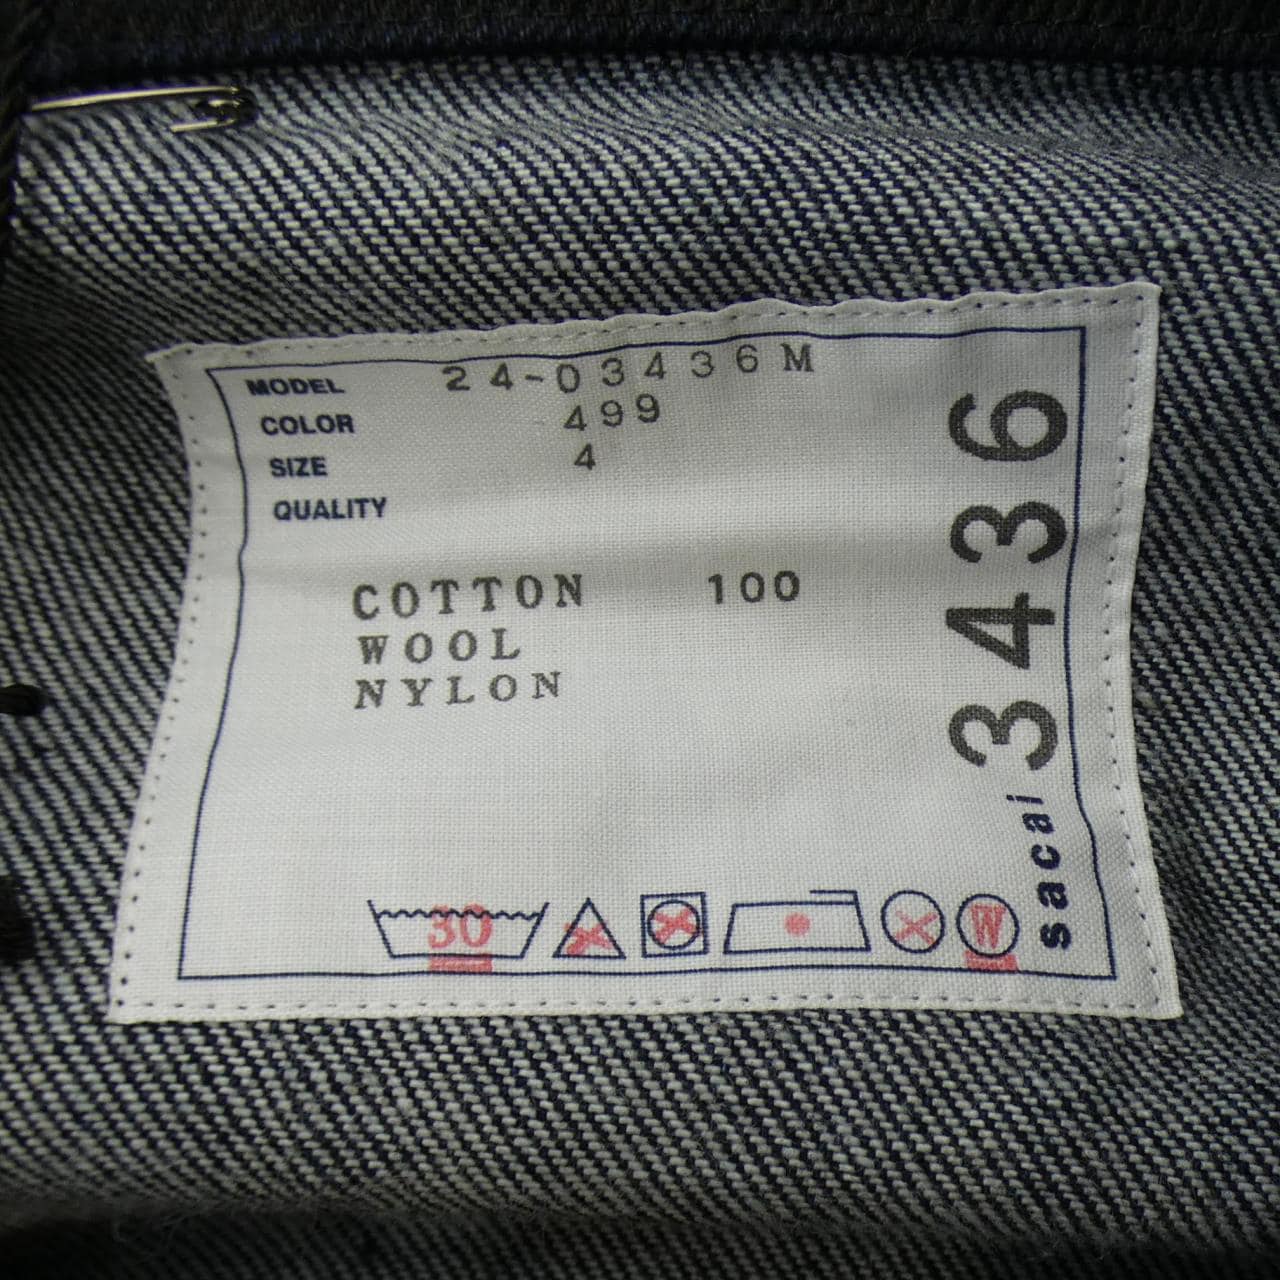 MODEL 24-03436M
COLOR 499
SIZE 4
QUALITY
COTTON 100
WOOL
NYLON
30
W
sacai 3436